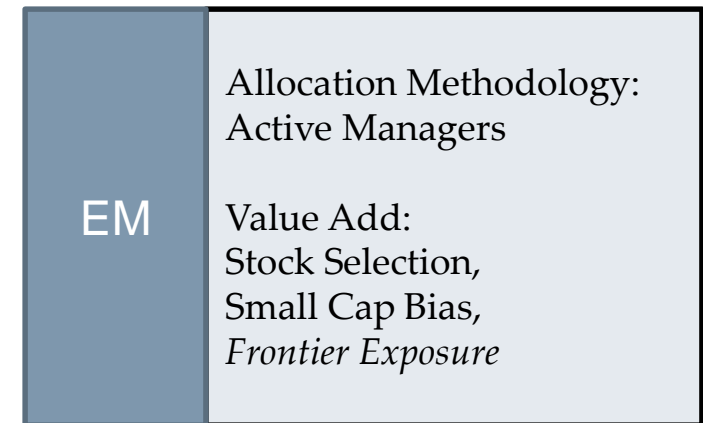 EM
Allocation Methodology:
Active Managers
Value Add:
Stock Selection,
Small Cap Bias,
Frontier Exposure